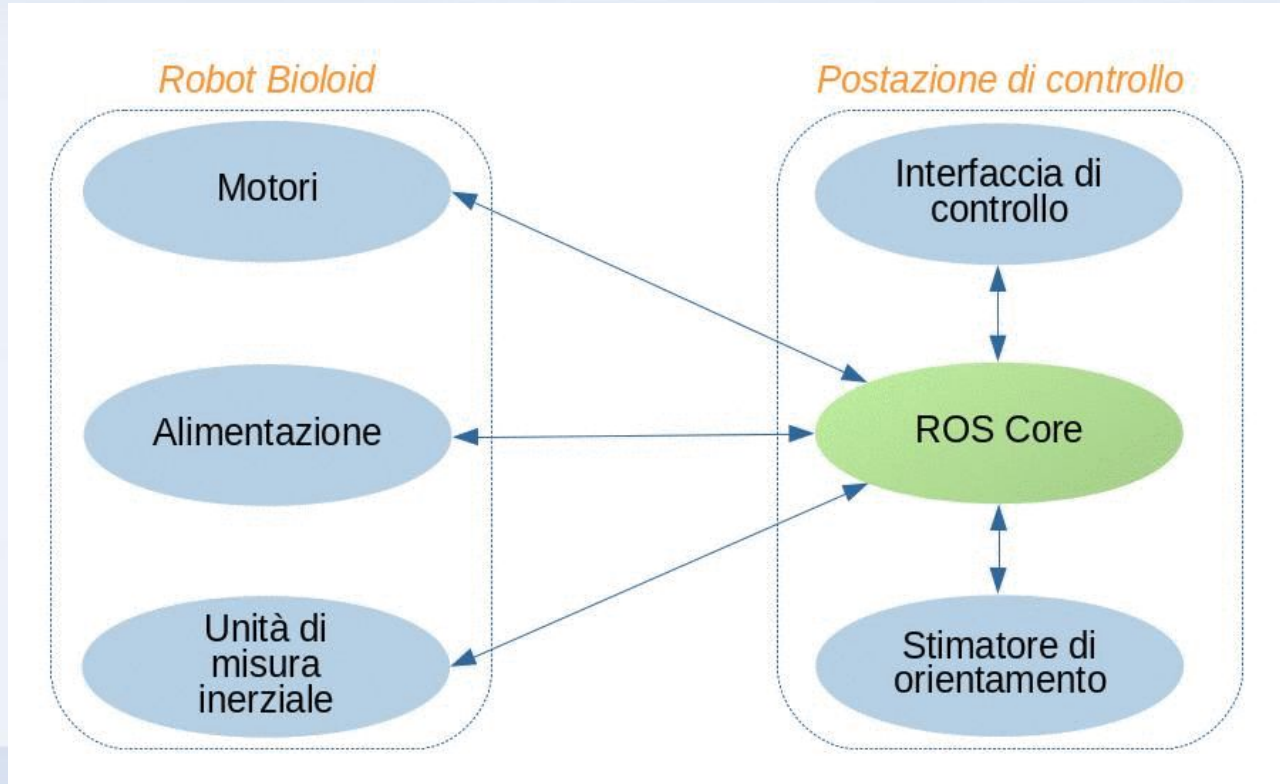 Robot Bioloid
Motori
Alimentazione
Unità di
misura
inerziale
Postazione di controllo
Interfaccia di
controllo
ROS Core
Stimatore di
orientamento